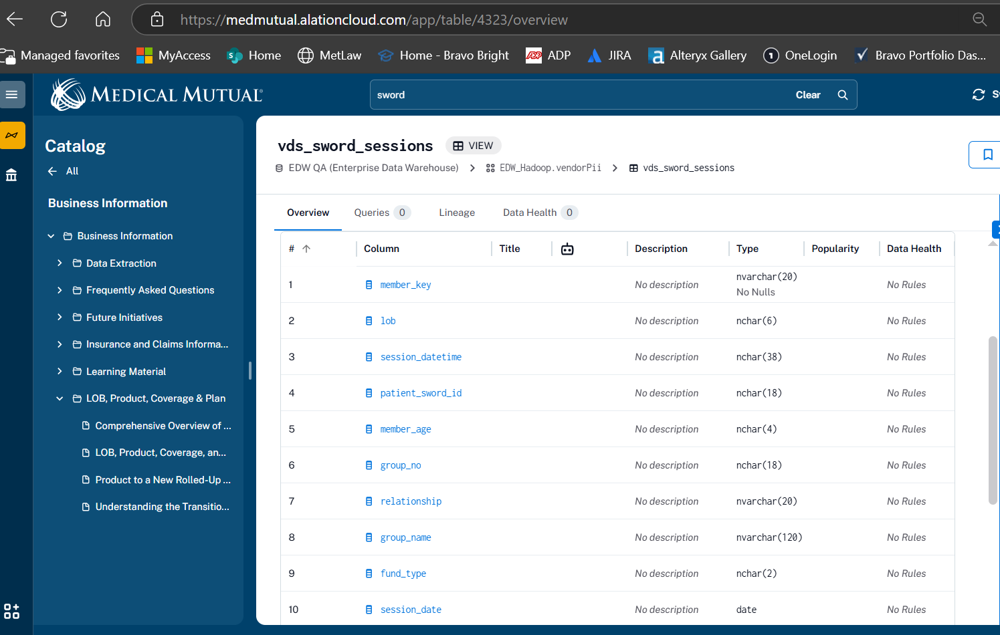 https://medmutual.alationcloud.com/app/table/4323/overview
Managed favorites MyAccess Home MetLaw Home - Bravo Bright ADP JIRA Alteryx Gallery OneLogin Bravo Portfolio Das...
MEDICAL MUTUAL®
sword Clear
Catalog
All
Business Information
Business Information
Data Extraction
Frequently Asked Questions
Future Initiatives
Insurance and Claims Informa...
Learning Material
LOB, Product, Coverage & Plan
Comprehensive Overview of ...
LOB, Product, Coverage, an...
Product to a New Rolled-Up ...
Understanding the Transitio...
vds_sword_sessions VIEW
EDW QA (Enterprise Data Warehouse) > EDW_Hadoop.vendorPii > vds_sword_sessions
Overview Queries 0 Lineage Data Health 0
# Column Title Description Type Popularity Data Health
1 member_key No description nvarchar(20) No Nulls No Rules
2 lob No description nchar(6) No Rules
3 session_datetime No description nchar(38) No Rules
4 patient_sword_id No description nchar(18) No Rules
5 member_age No description nchar(4) No Rules
6 group_no No description nchar(18) No Rules
7 relationship No description nvarchar(20) No Rules
8 group_name No description nvarchar(120) No Rules
9 fund_type No description nchar(2) No Rules
10 session_date No description date No Rules